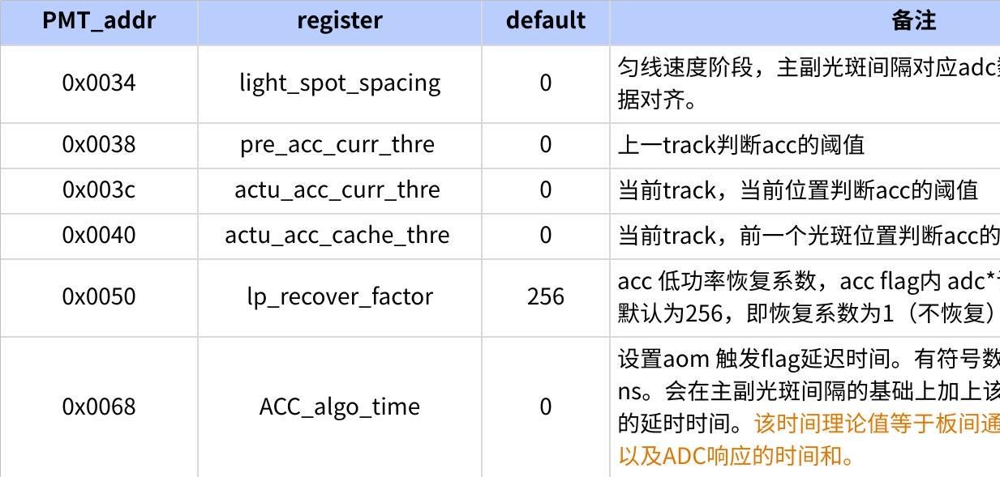 PMT_addr register default 备注
0x0034 light_spot_spacing 0 匀线速度阶段，主副光斑间隔对应adc
据对齐。
0x0038 pre_acc_curr_thre 0 上一track判断acc的阈值
0x003c actu_acc_curr_thre 0 当前track，当前位置判断acc的阈值
0x0040 actu_acc_cache_thre 0 当前track，前一个光斑位置判断acc的
0x0050 lp_recover_factor 256 acc 低功率恢复系数，acc flag内 adc*
默认为256，即恢复系数为1（不恢复）
0x0068 ACC_algo_time 0 设置aom 触发flag延迟时间。有符号数
ns。会在主副光斑间隔的基础上加上该
的延时时间。该时间理论值等于板间通
以及ADC响应的时间和。